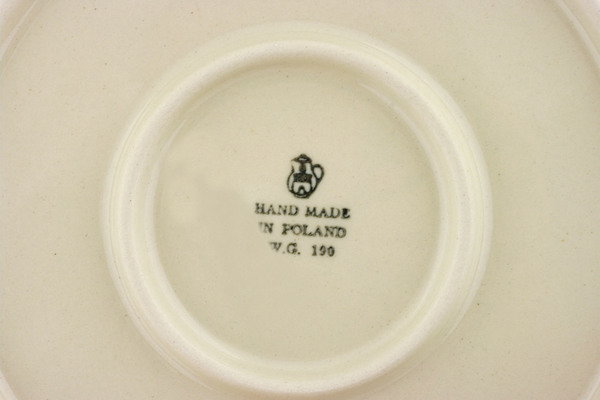 HAND MADE
IN POLAND
W.G. 190